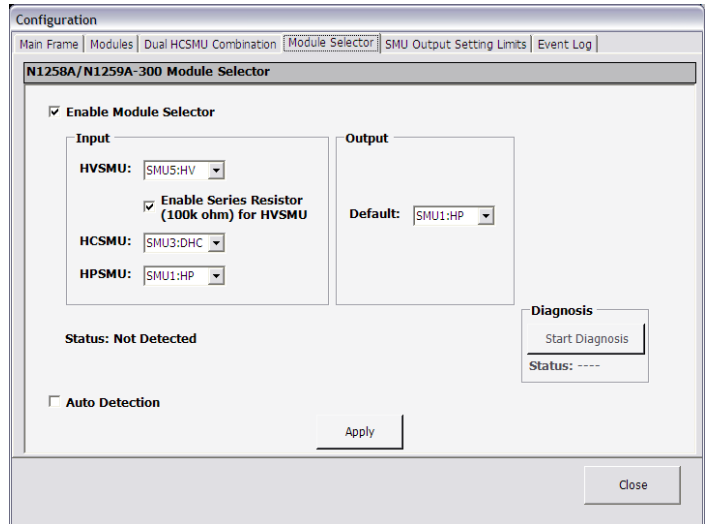 Configuration
Main Frame Modules Dual HCSMU Combination Module Selector SMU Output Setting Limits Event Log
N1258A/N1259A-300 Module Selector
Enable Module Selector
Input
HVSMU: SMU5:HV
Enable Series Resistor
(100k ohm) for HVSMU
HCSMU: SMU3:DHC
HPSMU: SMU1:HP
Output
Default: SMU1:HP
Status: Not Detected
Diagnosis
Start Diagnosis
Status: ----
Auto Detection
Apply
Close